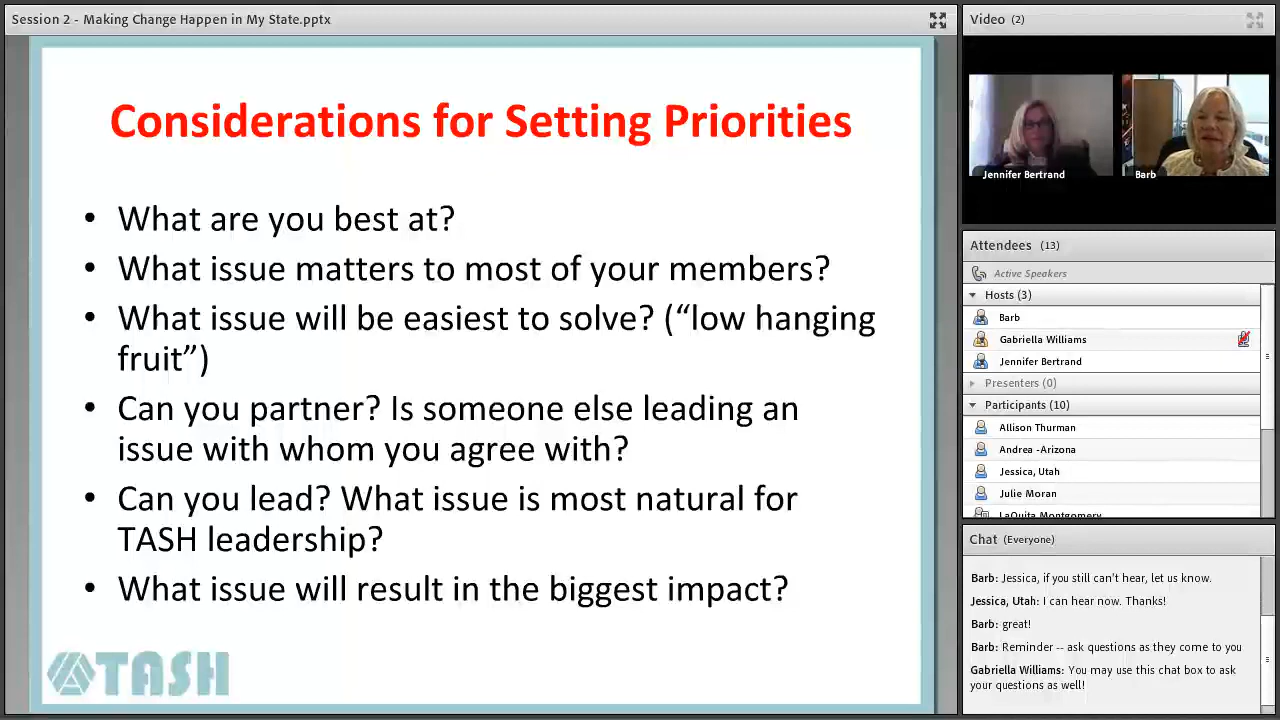 Session 2 - Making Change Happen in My State.pptx
Considerations for Setting Priorities
• What are you best at?
• What issue matters to most of your members?
• What issue will be easiest to solve? (“low hanging
fruit”)
• Can you partner? Is someone else leading an
issue with whom you agree with?
• Can you lead? What issue is most natural for
TASH leadership?
• What issue will result in the biggest impact?
TASH
Video (2)
Jennifer Bertrand
Barb
Attendees (13)
Active Speakers
Hosts (3)
Barb
Gabriella Williams
Jennifer Bertrand
Presenters (0)
Participants (10)
Allison Thurman
Andrea -Arizona
Jessica, Utah
Julie Moran
LaQuita Montgomery
Chat (Everyone)
Barb: Jessica, if you still can't hear, let us know.
Jessica, Utah: I can hear now. Thanks!
Barb: great!
Barb: Reminder -- ask questions as they come to you
Gabriella Williams: You may use this chat box to ask
your questions as well!